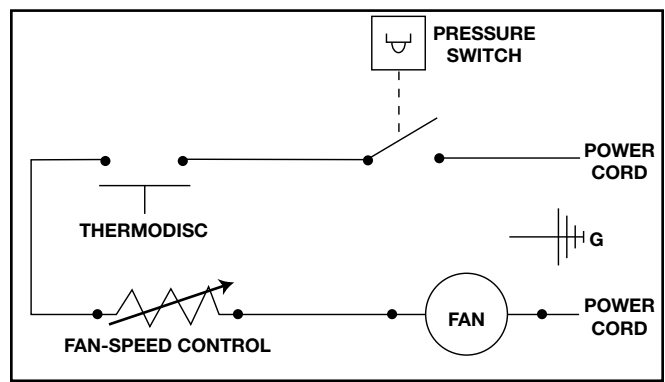 PRESSURE
SWITCH
POWER
CORD
THERMODISC
G
FAN
POWER
CORD
FAN-SPEED CONTROL